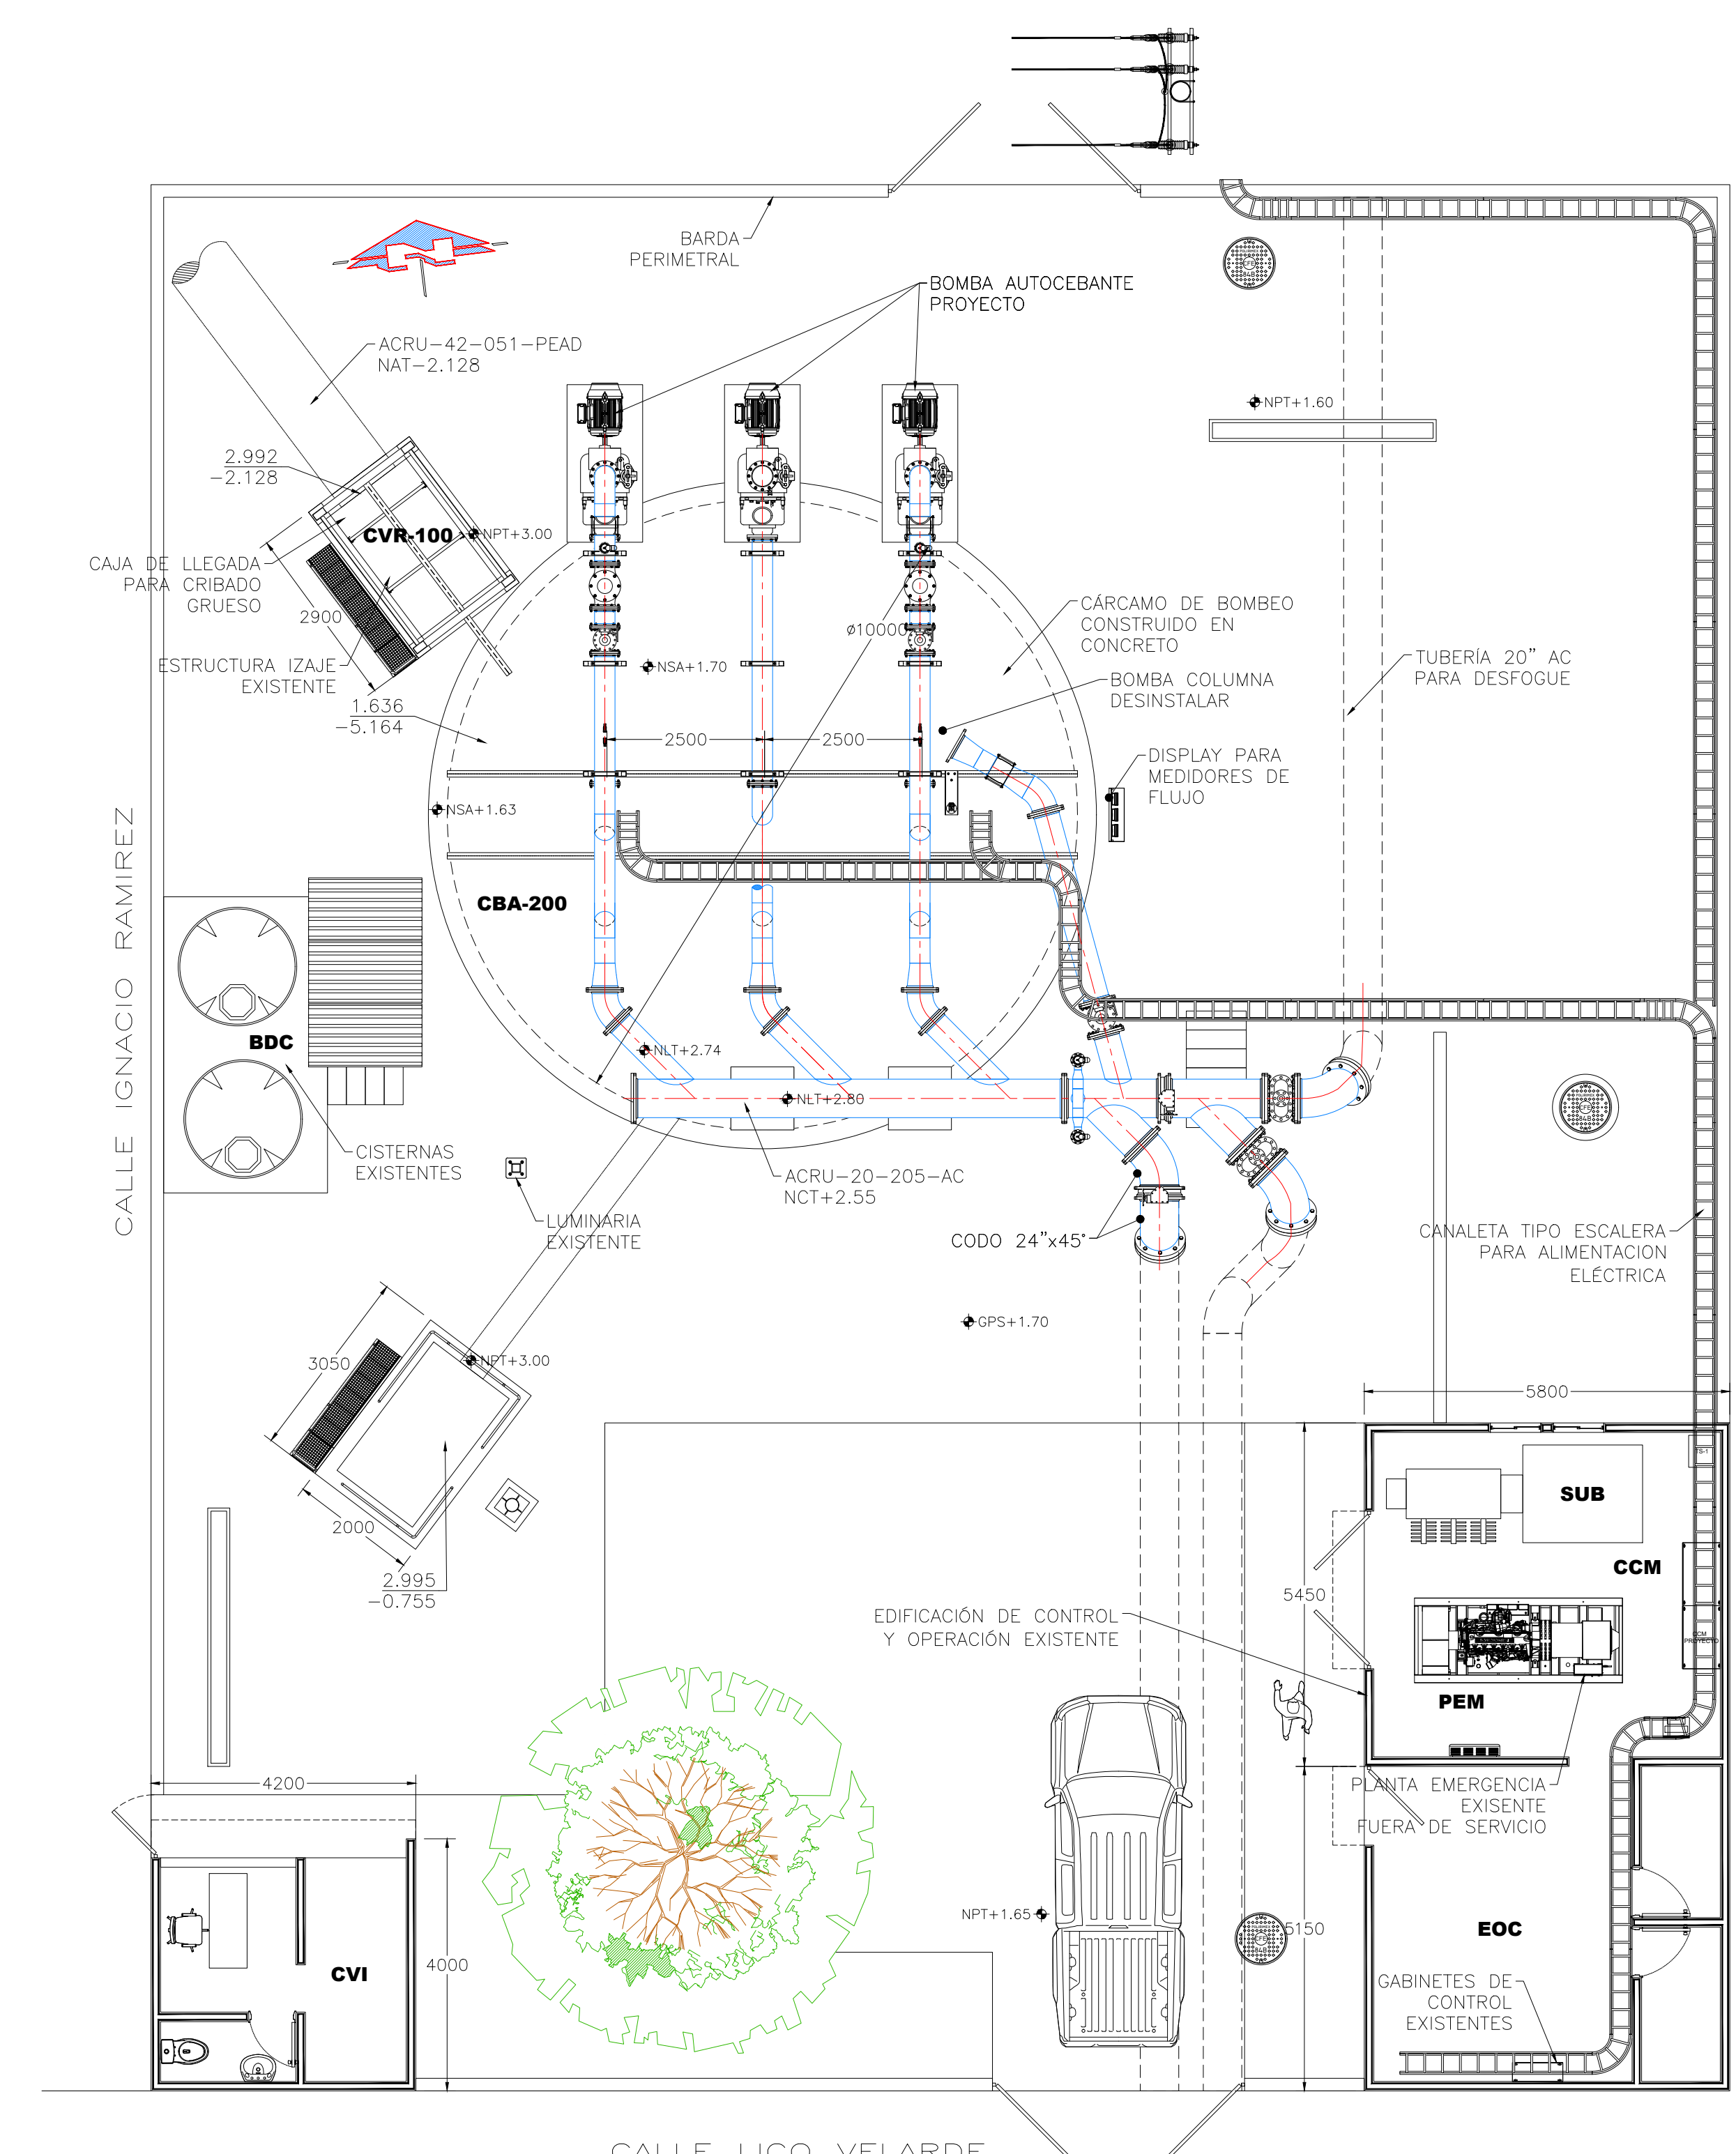 BARDA
PERIMETRAL
BOMBA AUTOCEBANTE
PROYECTO
ACRU-42-051-PEAD
NAT-2.128
NPT+1.60
2.992
-2.128
CVR-100
NPT+3.00
CAJA DE LLEGADA
PARA CRIBADO
GRUESO
2900
ESTRUCTURA IZAJE
EXISTENTE
ø10000
CÁRCAMO DE BOMBEO
CONSTRUIDO EN
CONCRETO
NSA+1.70
TUBERÍA 20” AC
PARA DESFOGUE
BOMBA COLUMNA
DESINSTALAR
1.636
-5.164
2500
2500
DISPLAY PARA
MEDIDORES DE
FLUJO
NSA+1.63
CALLE IGNACIO RAMIREZ
CBA-200
BDC
NLT+2.74
NLT+2.80
CISTERNAS
EXISTENTES
ACRU-20-205-AC
NCT+2.55
LUMINARIA
EXISTENTE
CODO 24”x45°
CANALETA TIPO ESCALERA
PARA ALIMENTACION
ELÉCTRICA
GPS+1.70
3050
NPT+3.00
5800
TS-1
SUB
2000
CCM
2.995
-0.755
5450
EDIFICACIÓN DE CONTROL
Y OPERACIÓN EXISTENTE
CCM
PROYECTO
PEM
4200
PLANTA EMERGENCIA
EXISENTE
FUERA DE SERVICIO
NPT+1.65
5150
EOC
4000
CVI
GABINETES DE
CONTROL
EXISTENTES
CALLE LICO VELARDE